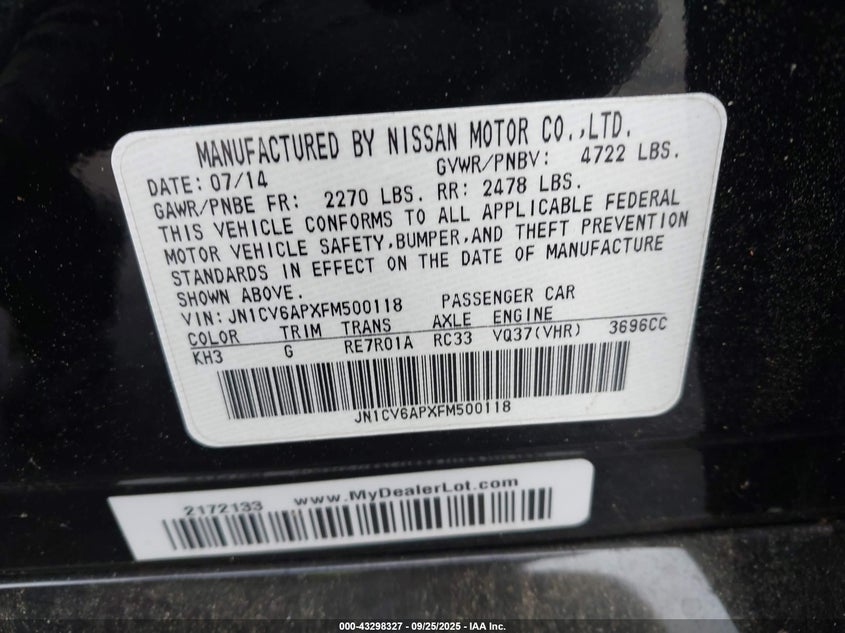 MANUFACTURED BY NISSAN MOTOR CO.,LTD.
DATE: 07/14 GVWR/PNBV: 4722 LBS.
GAWR/PNBE FR: 2270 LBS. RR: 2478 LBS.
THIS VEHICLE CONFORMS TO ALL APPLICABLE FEDERAL
MOTOR VEHICLE SAFETY,BUMPER,AND THEFT PREVENTION
STANDARDS IN EFFECT ON THE DATE OF MANUFACTURE
SHOWN ABOVE.
VIN: JN1CV6APXFM500118 PASSENGER CAR
COLOR TRIM TRANS AXLE ENGINE
KH3 G RE7R01A RC33 VQ37(VHR) 3696CC
JN1CV6APXFM500118
2172133 www.MyDealerLot.com
000-43298327 - 09/25/2025 - IAA Inc.